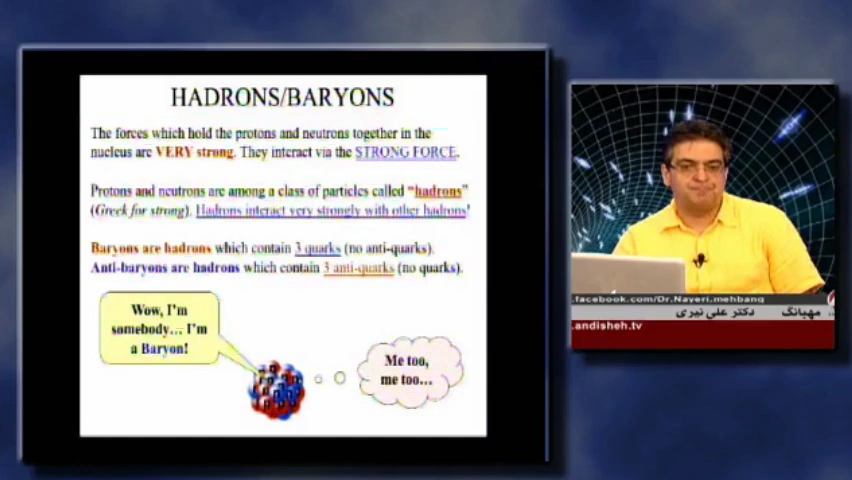 HADRONS/BARYONS
The forces which hold the protons and neutrons together in the
nucleus are VERY strong. They interact via the STRONG FORCE.
Protons and neutrons are among a class of particles called “hadrons”
(Greek for strong). Hadrons interact very strongly with other hadrons!
Baryons are hadrons which contain 3 quarks (no anti-quarks).
Anti-baryons are hadrons which contain 3 anti-quarks (no quarks).
Wow, I'm
somebody… I'm
a Baryon!
Me too,
me too…
.facebook.com/Dr.Nayeri.mehbang
مهبانگ دکتر علی نیری
.andisheh.tv